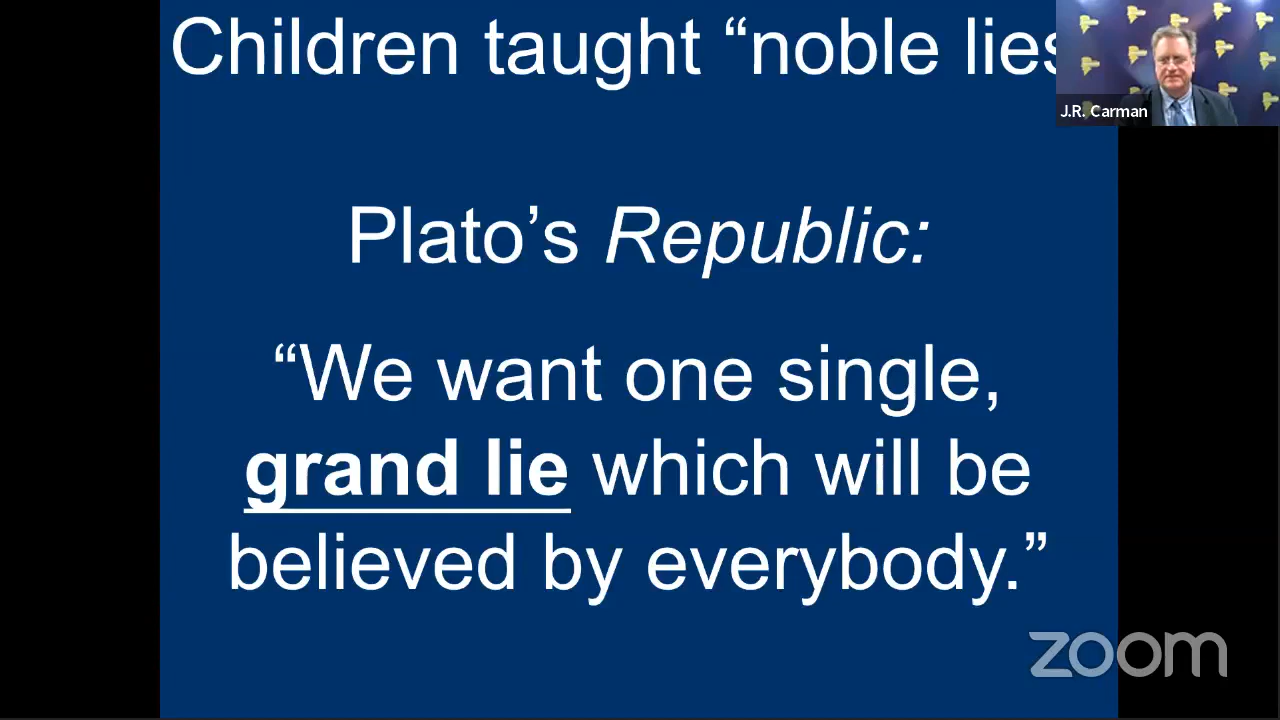 Children taught “noble lies
J.R. Carman
Plato’s Republic:
“We want one single,
grand lie which will be
believed by everybody.”
zoom